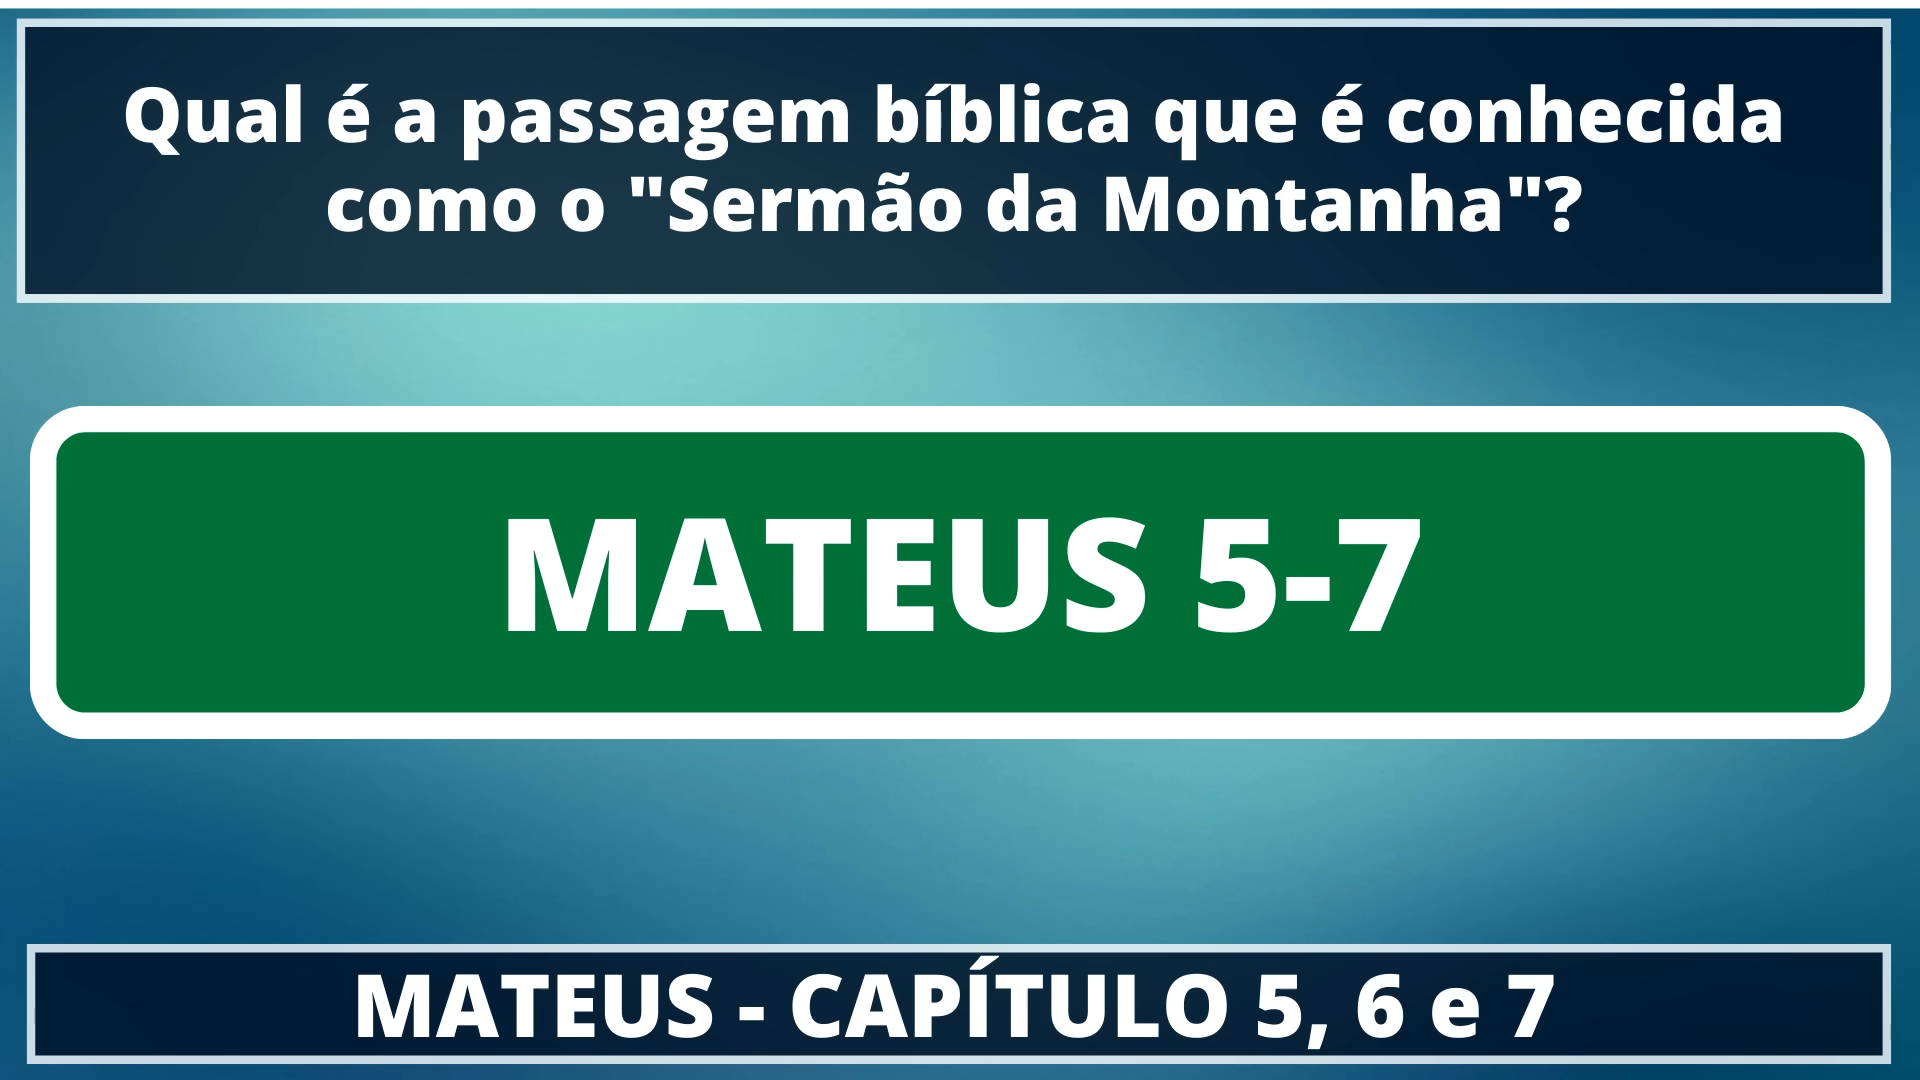 Qual é a passagem bíblica que é conhecida
como o "Sermão da Montanha"?
MATEUS 5-7
MATEUS - CAPÍTULO 5, 6 e 7